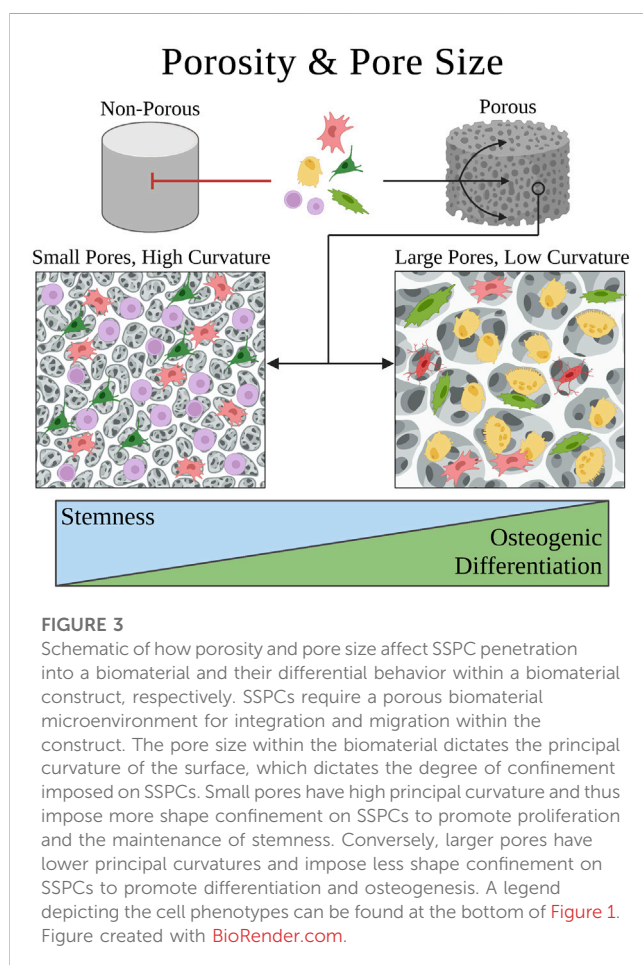 Porosity & Pore Size
Non-Porous
Porous
Small Pores, High Curvature
Large Pores, Low Curvature
Stemness
Osteogenic
Differentiation
FIGURE 3
Schematic of how porosity and pore size affect SSPC penetration
into a biomaterial and their differential behavior within a biomaterial
construct, respectively. SSPCs require a porous biomaterial
microenvironment for integration and migration within the
construct. The pore size within the biomaterial dictates the principal
curvature of the surface, which dictates the degree of confinement
imposed on SSPCs. Small pores have high principal curvature and thus
impose more shape confinement on SSPCs to promote proliferation
and the maintenance of stemness. Conversely, larger pores have
lower principal curvatures and impose less shape confinement on
SSPCs to promote differentiation and osteogenesis. A legend
depicting the cell phenotypes can be found at the bottom of Figure 1.
Figure created with BioRender.com.